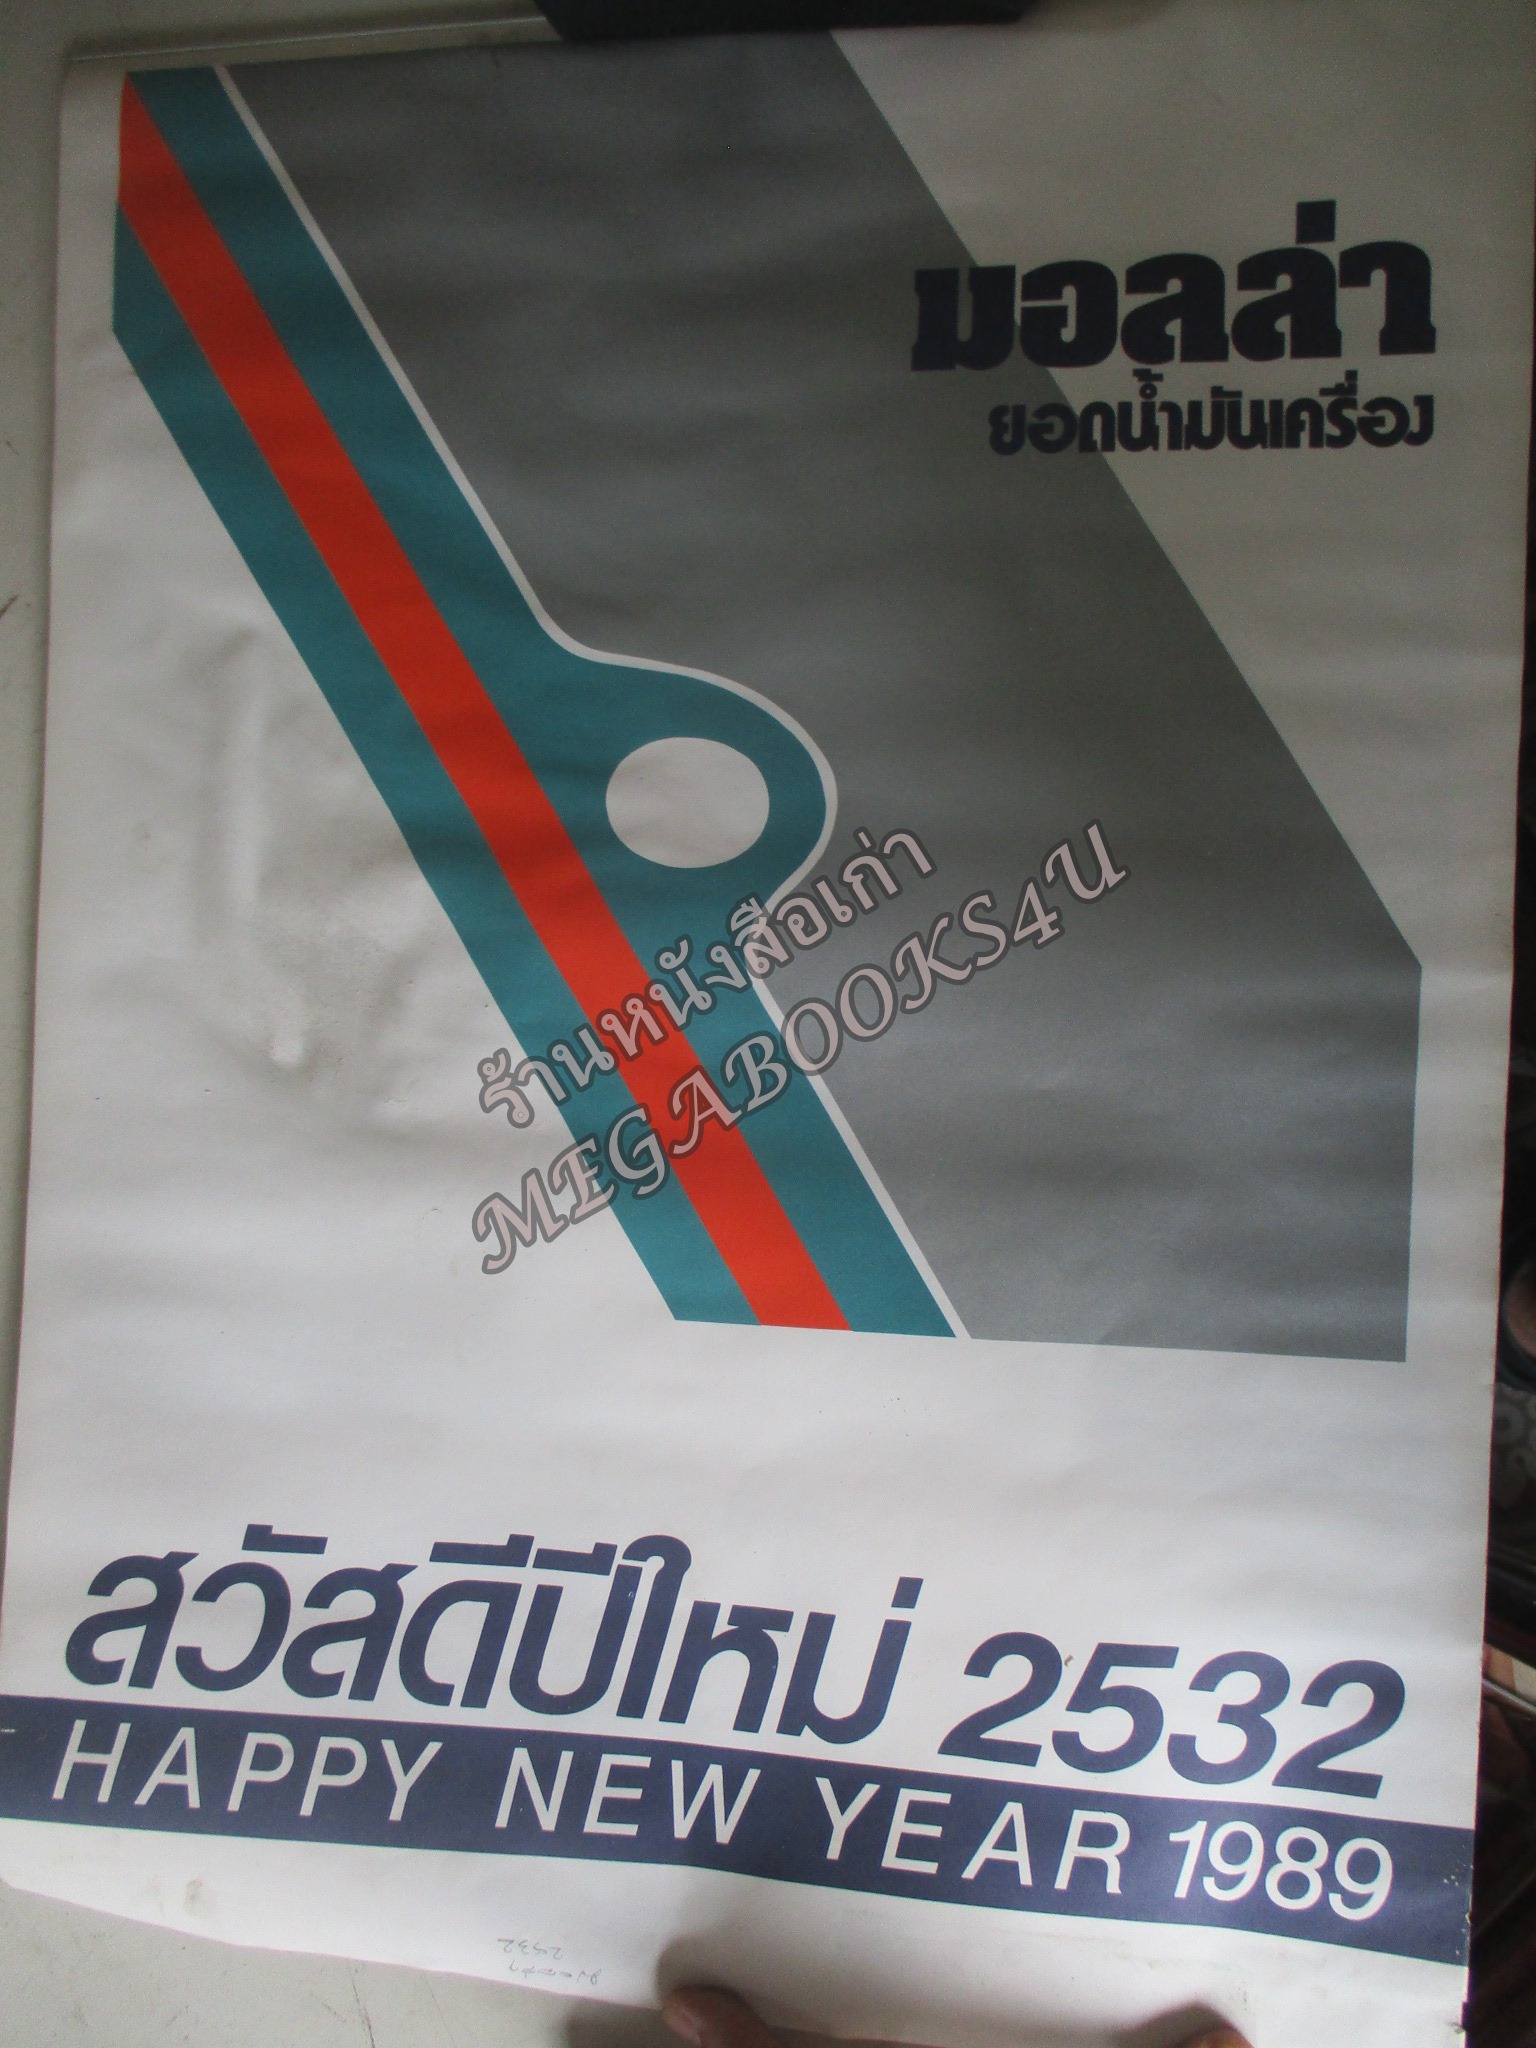 มอลล่า
ยอดน้ำมันเครื่อง
ร้านหนังสือเก่า
MEGABOOKS4U
สวัสดีปีใหม่ 2532
HAPPY NEW YEAR 1989
2532